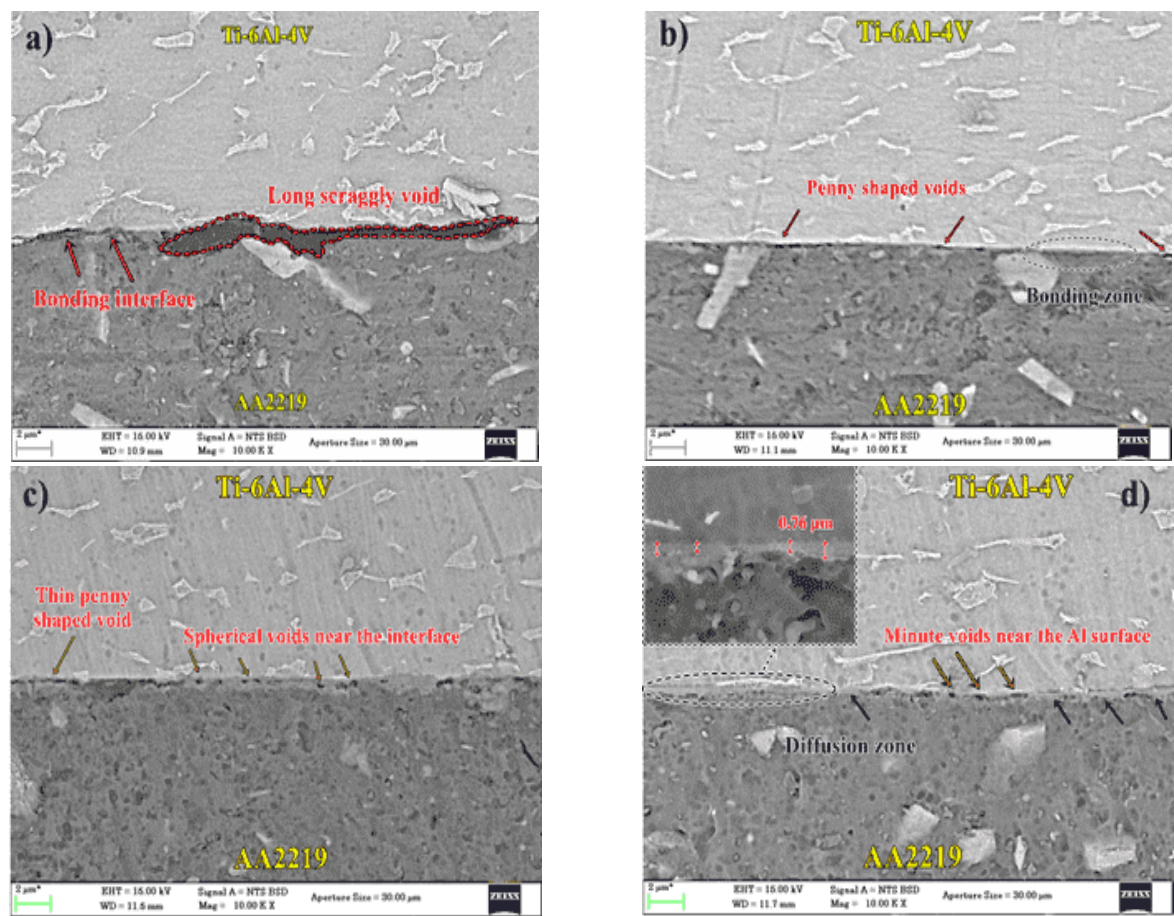 a)
Ti-6Al-4V
Long scraggly void
Bonding interface
AA2219
2 µm*
EHT = 15.00 kV
Signal A = NTS BSD
Aperture Size = 30.00 µm
WD = 10.9 mm
Mag = 10.00 K X
ZEISS
b)
Ti-6Al-4V
Penny shaped voids
Bonding zone
AA2219
2 µm*
EHT = 15.00 kV
Signal A = NTS BSD
Aperture Size = 30.00 µm
WD = 11.1 mm
Mag = 10.00 K X
ZEISS
c)
Ti-6Al-4V
Thin penny
shaped void
Spherical voids near the interface
AA2219
2 µm*
EHT = 15.00 kV
Signal A = NTS BSD
Aperture Size = 30.00 µm
WD = 11.5 mm
Mag = 10.00 K X
ZEISS
d)
Ti-6Al-4V
0.76 µm
Minute voids near the Al surface
Diffusion zone
AA2219
2 µm*
EHT = 15.00 kV
Signal A = NTS BSD
Aperture Size = 30.00 µm
WD = 11.7 mm
Mag = 10.00 K X
ZEISS